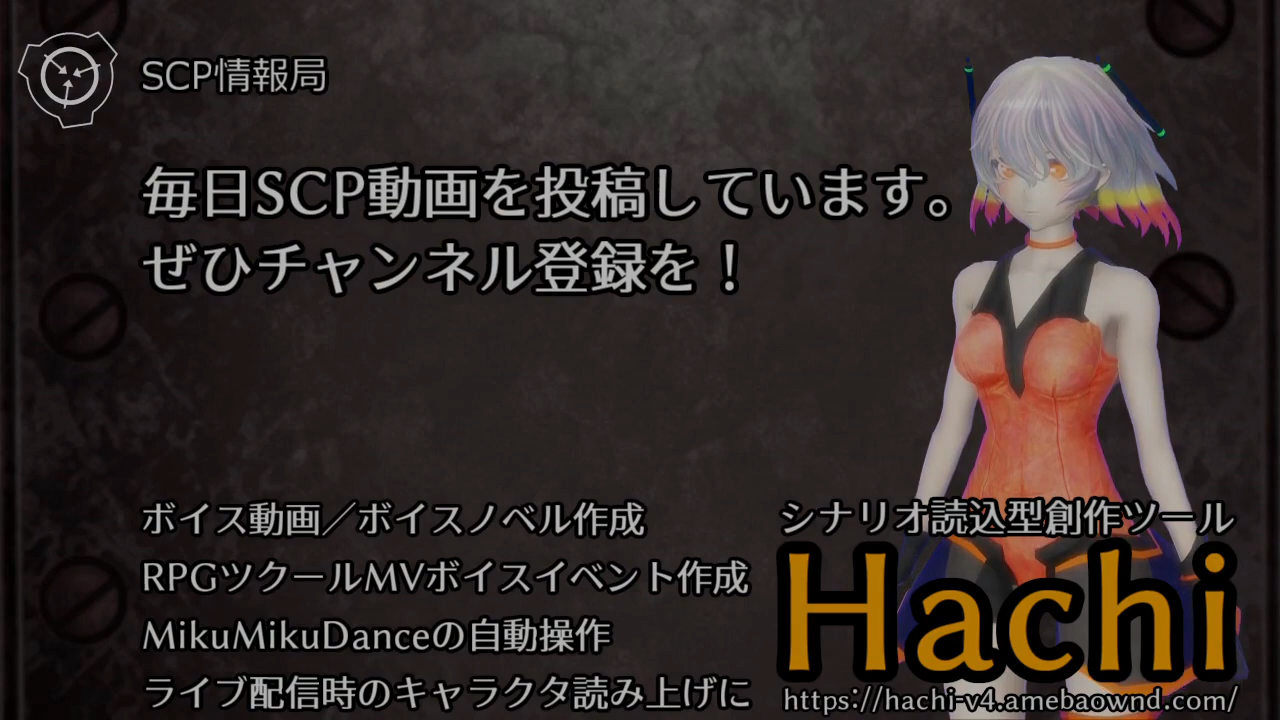 SCP情報局
毎日SCP動画を投稿しています。
ぜひチャンネル登録を！
ボイス動画／ボイスノベル作成
RPGツクールMVボイスイベント作成
MikuMikuDanceの自動操作
ライブ配信時のキャラクタ読み上げに
シナリオ読込型創作ツール
Hachi
https://hachi-v4.amebaownd.com/